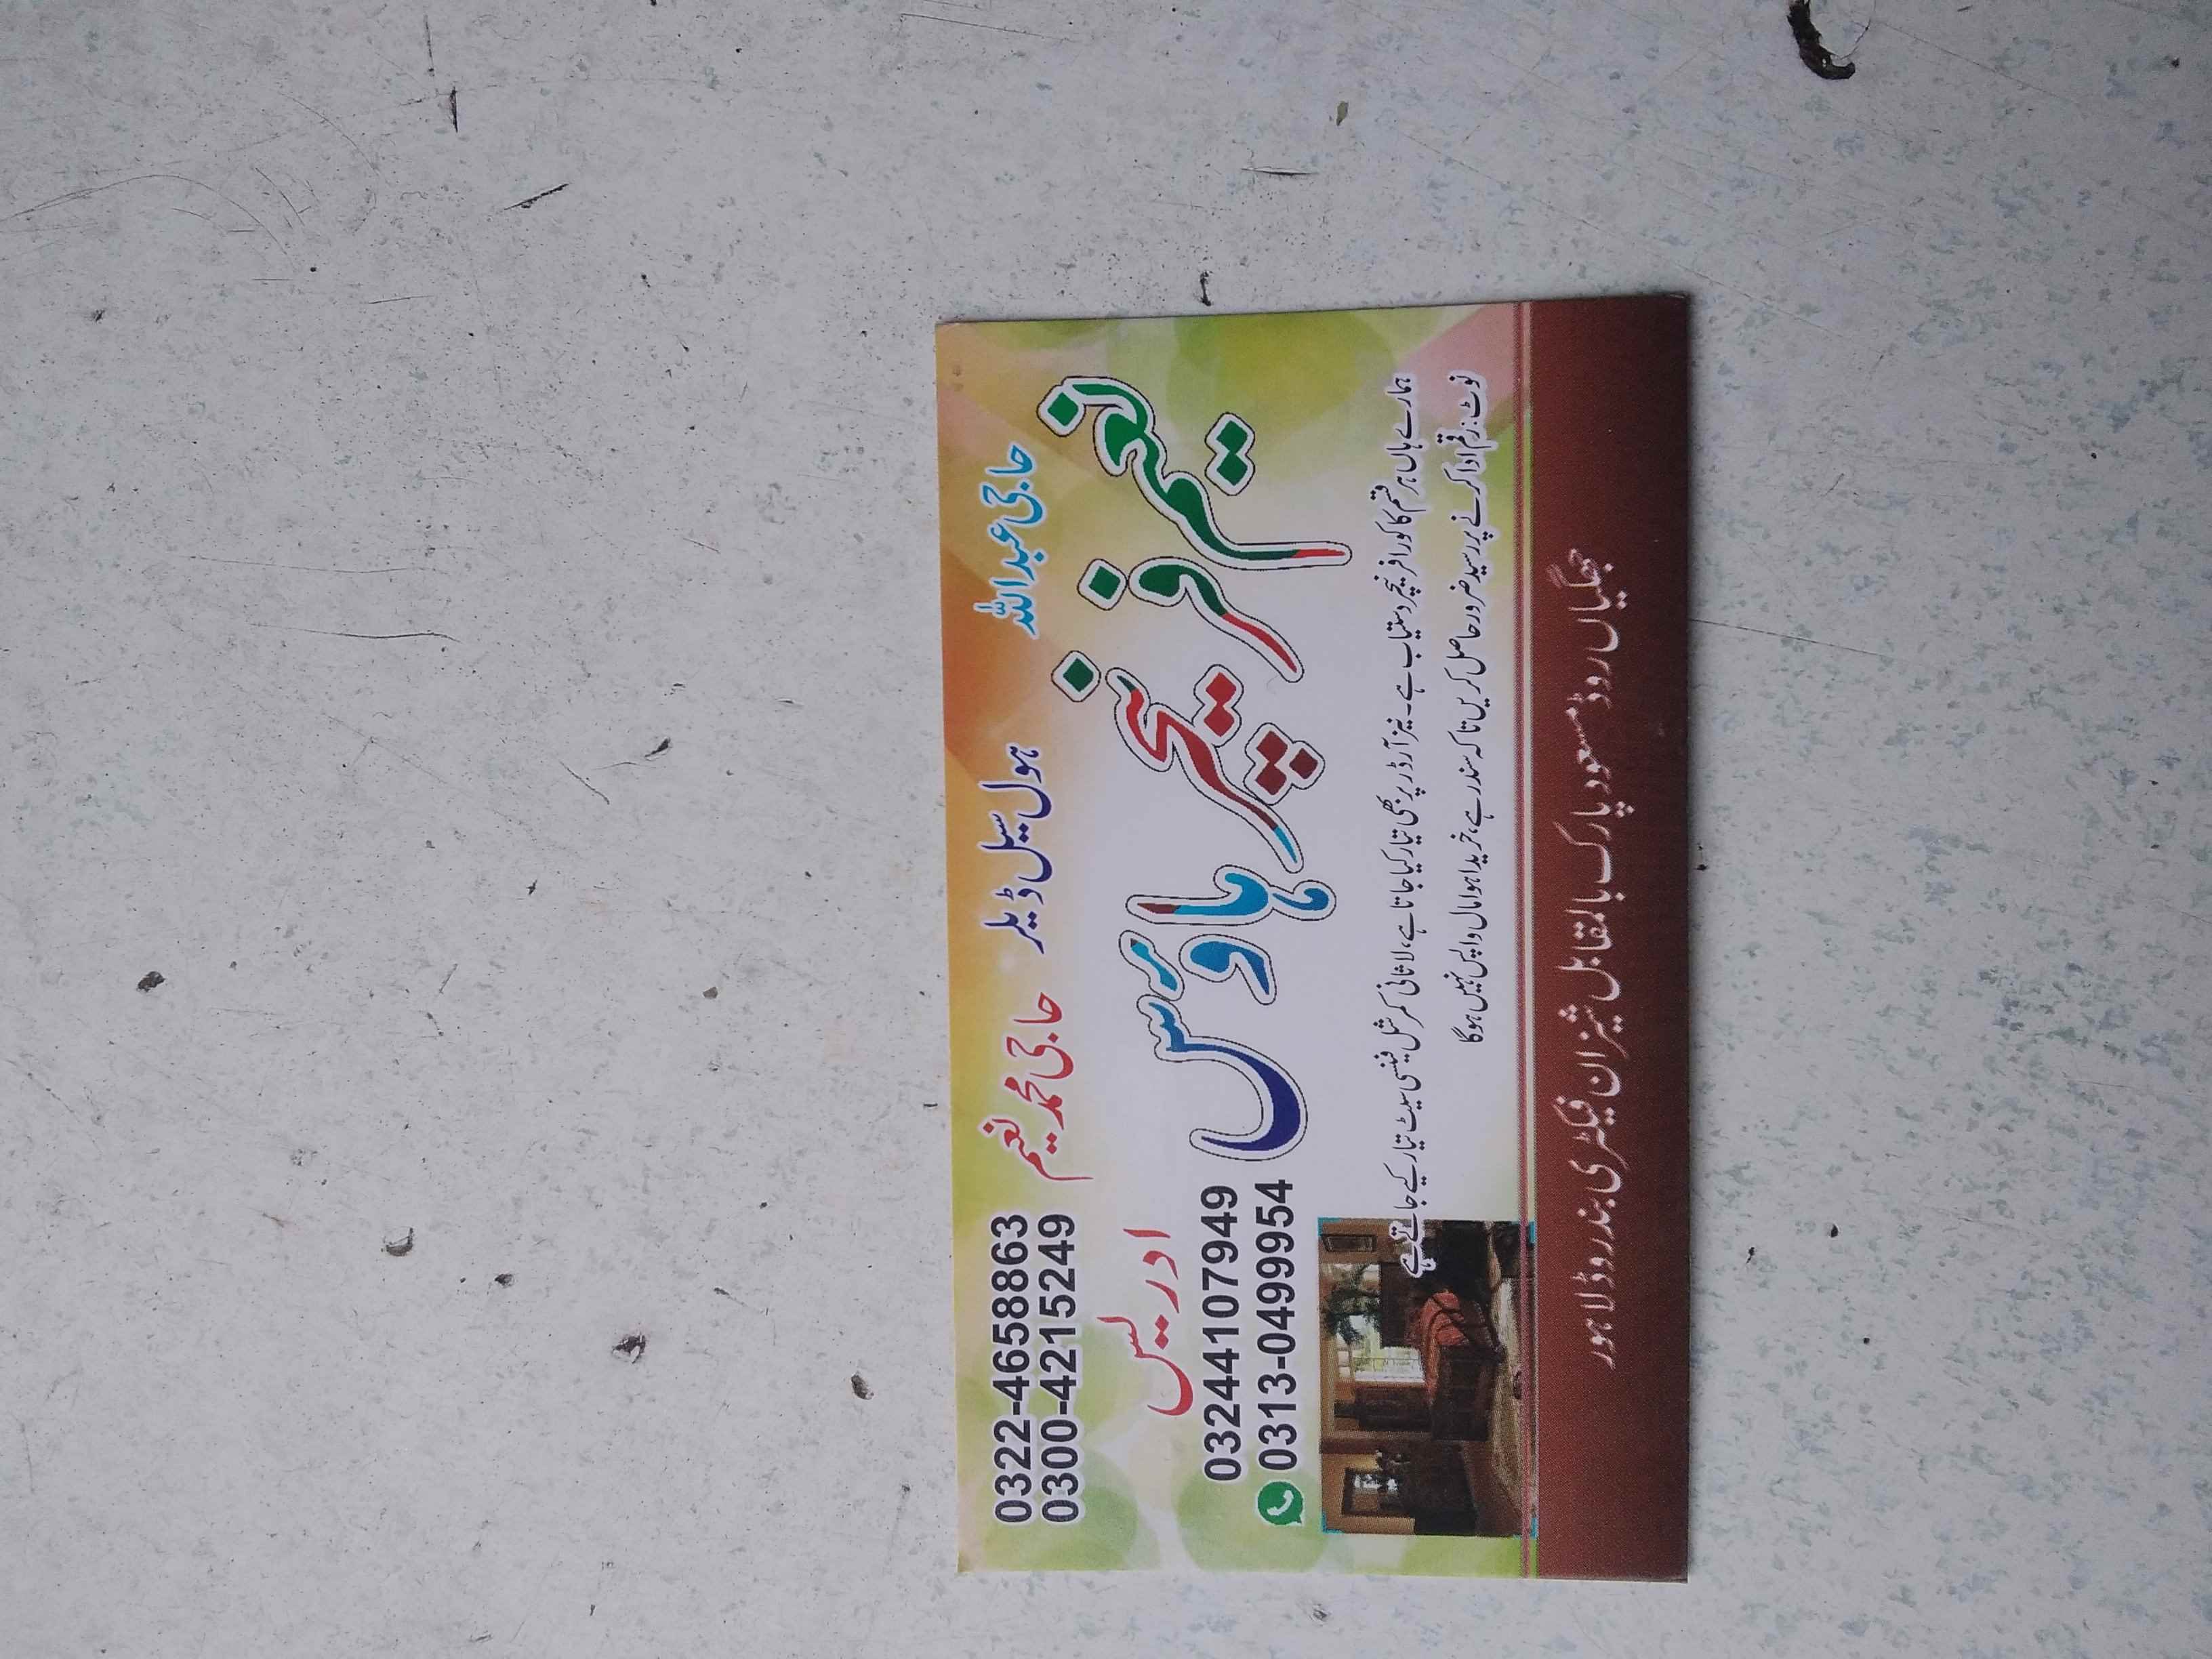 حاجی عبداللہ
ہول سیل ڈیلر
حاجی محمد نعیم
0322-4658863
0300-4215249
نعیم فرنیچر ہاؤس
ادریس
03244107949
0313-0499954
ہمارے ہاں ہر قسم کا کورا فرنیچر دستیاب ہے۔ نیز آرڈر پر بھی تیار کیا جاتا ہے، لاثانی کمرشل فینسی سیٹ تیار کیے جاتے ہے
نوٹ: رقم ادا کرنے پر رسید ضرور حاصل کریں تا کہ سند رہے، خریدا ہوا مال واپس نہیں ہوگا
جھگیاں روڈ مسعود پارک بالمقابل شیزان فیکٹری بند روڈ لاہور